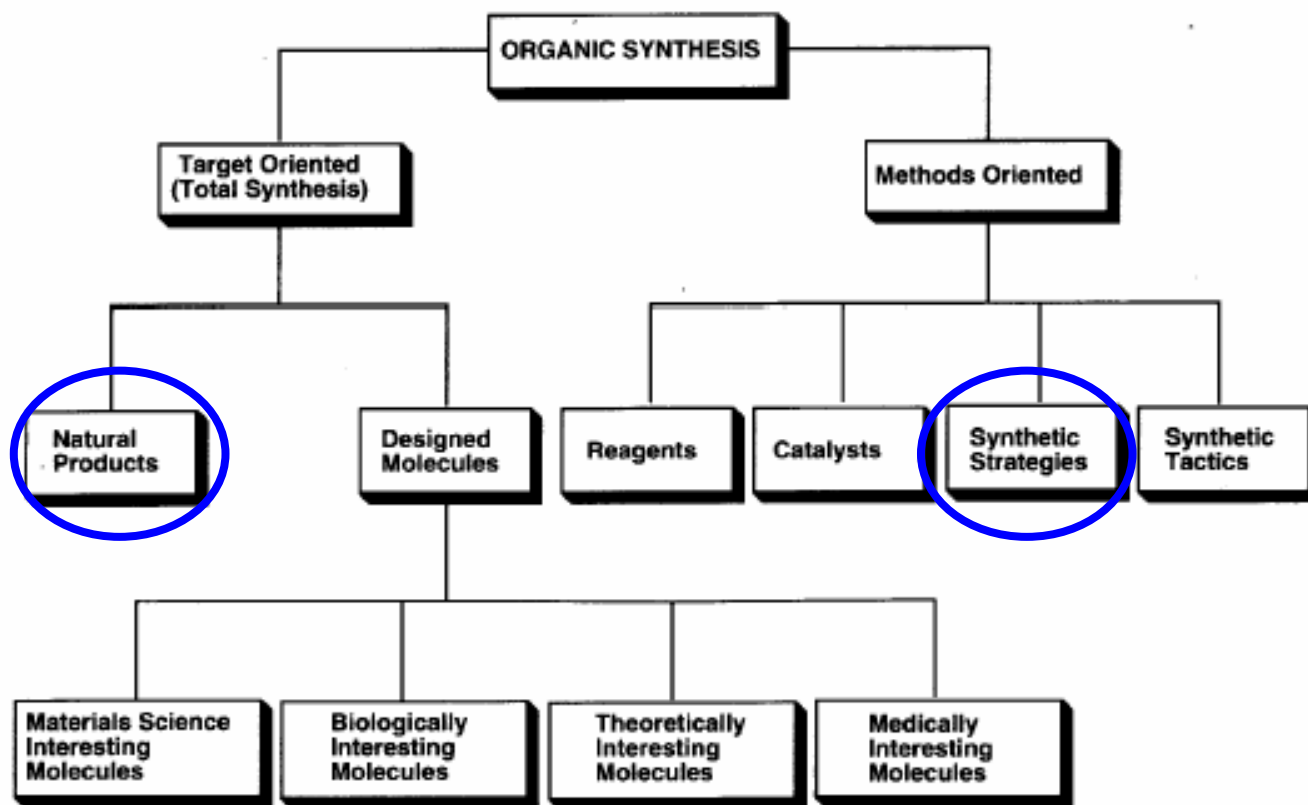 ORGANIC SYNTHESIS
Target Oriented
(Total Synthesis)
Methods Oriented
Natural
Products
Designed
Molecules
Reagents
Catalysts
Synthetic
Strategies
Synthetic
Tactics
Materials Science
Interesting
Molecules
Biologically
Interesting
Molecules
Theoretically
Interesting
Molecules
Medically
Interesting
Molecules